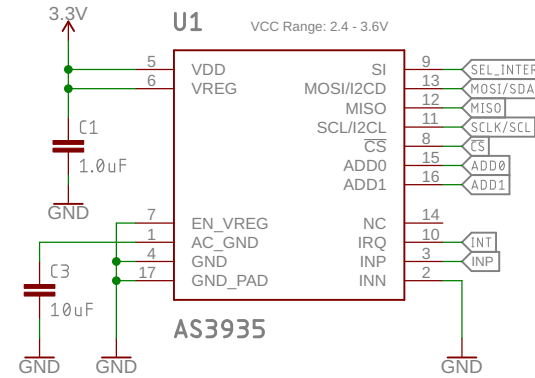 3.3V
U1
VCC Range: 2.4 - 3.6V
5 VDD
6 VREG
SI 9 SEL_INTER
MOSI/I2CD 13 MOSI/SDA
MISO 12 MISO
SCL/I2CL 11 SCLK/SCL
CS 8 CS
ADD0 15 ADD0
ADD1 16 ADD1
C1
1.0uF
GND
7 EN_VREG
1 AC_GND
4 GND
17 GND_PAD
NC 14
IRQ 10 INT
INP 3 INP
INN 2
C3
10uF
AS3935
GND
GND
GND